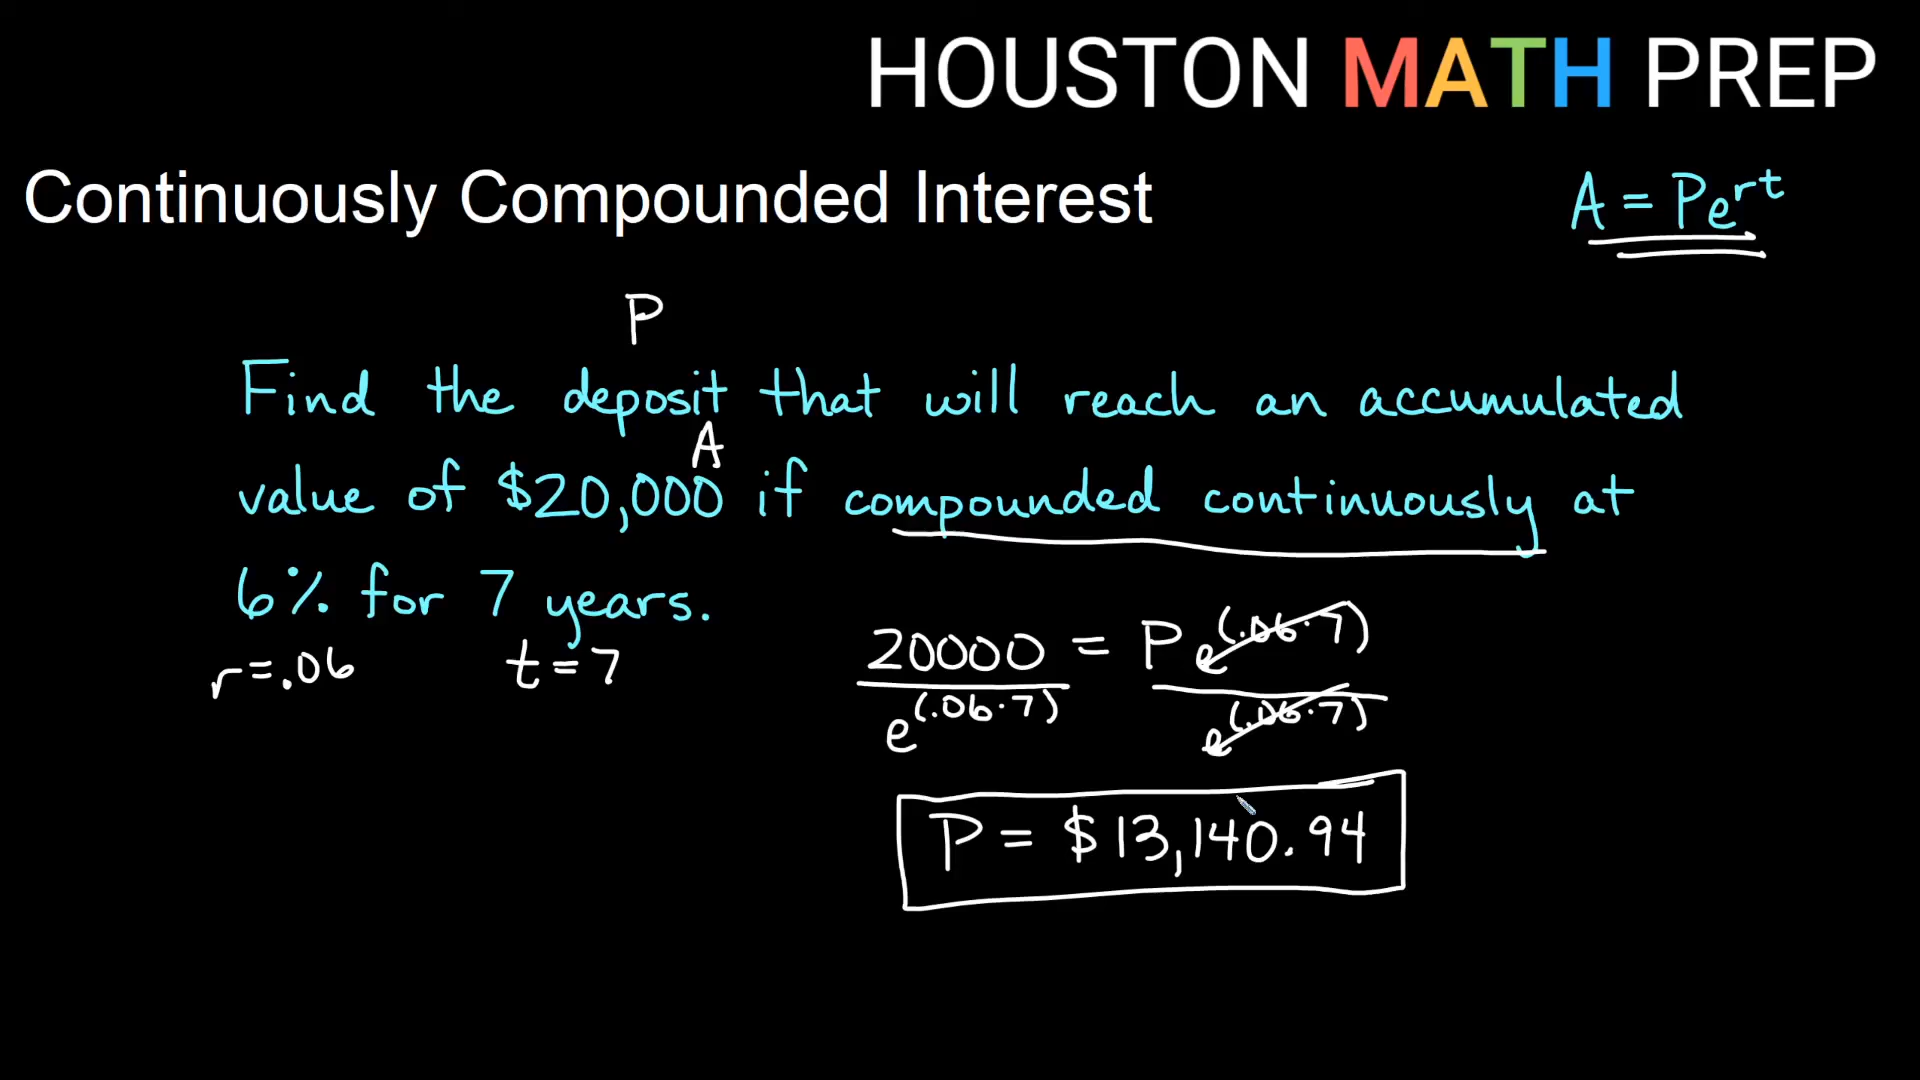 HOUSTON MATH PREP
Continuously Compounded Interest
A = Pe^rt
P
Find the deposit that will reach an accumulated
A
value of $20,000 if compounded continuously at
6% for 7 years.
r=.06 t=7
20000 = Pe^(.06·7)
e^(.06·7) e^(.06·7)
P = $13,140.94